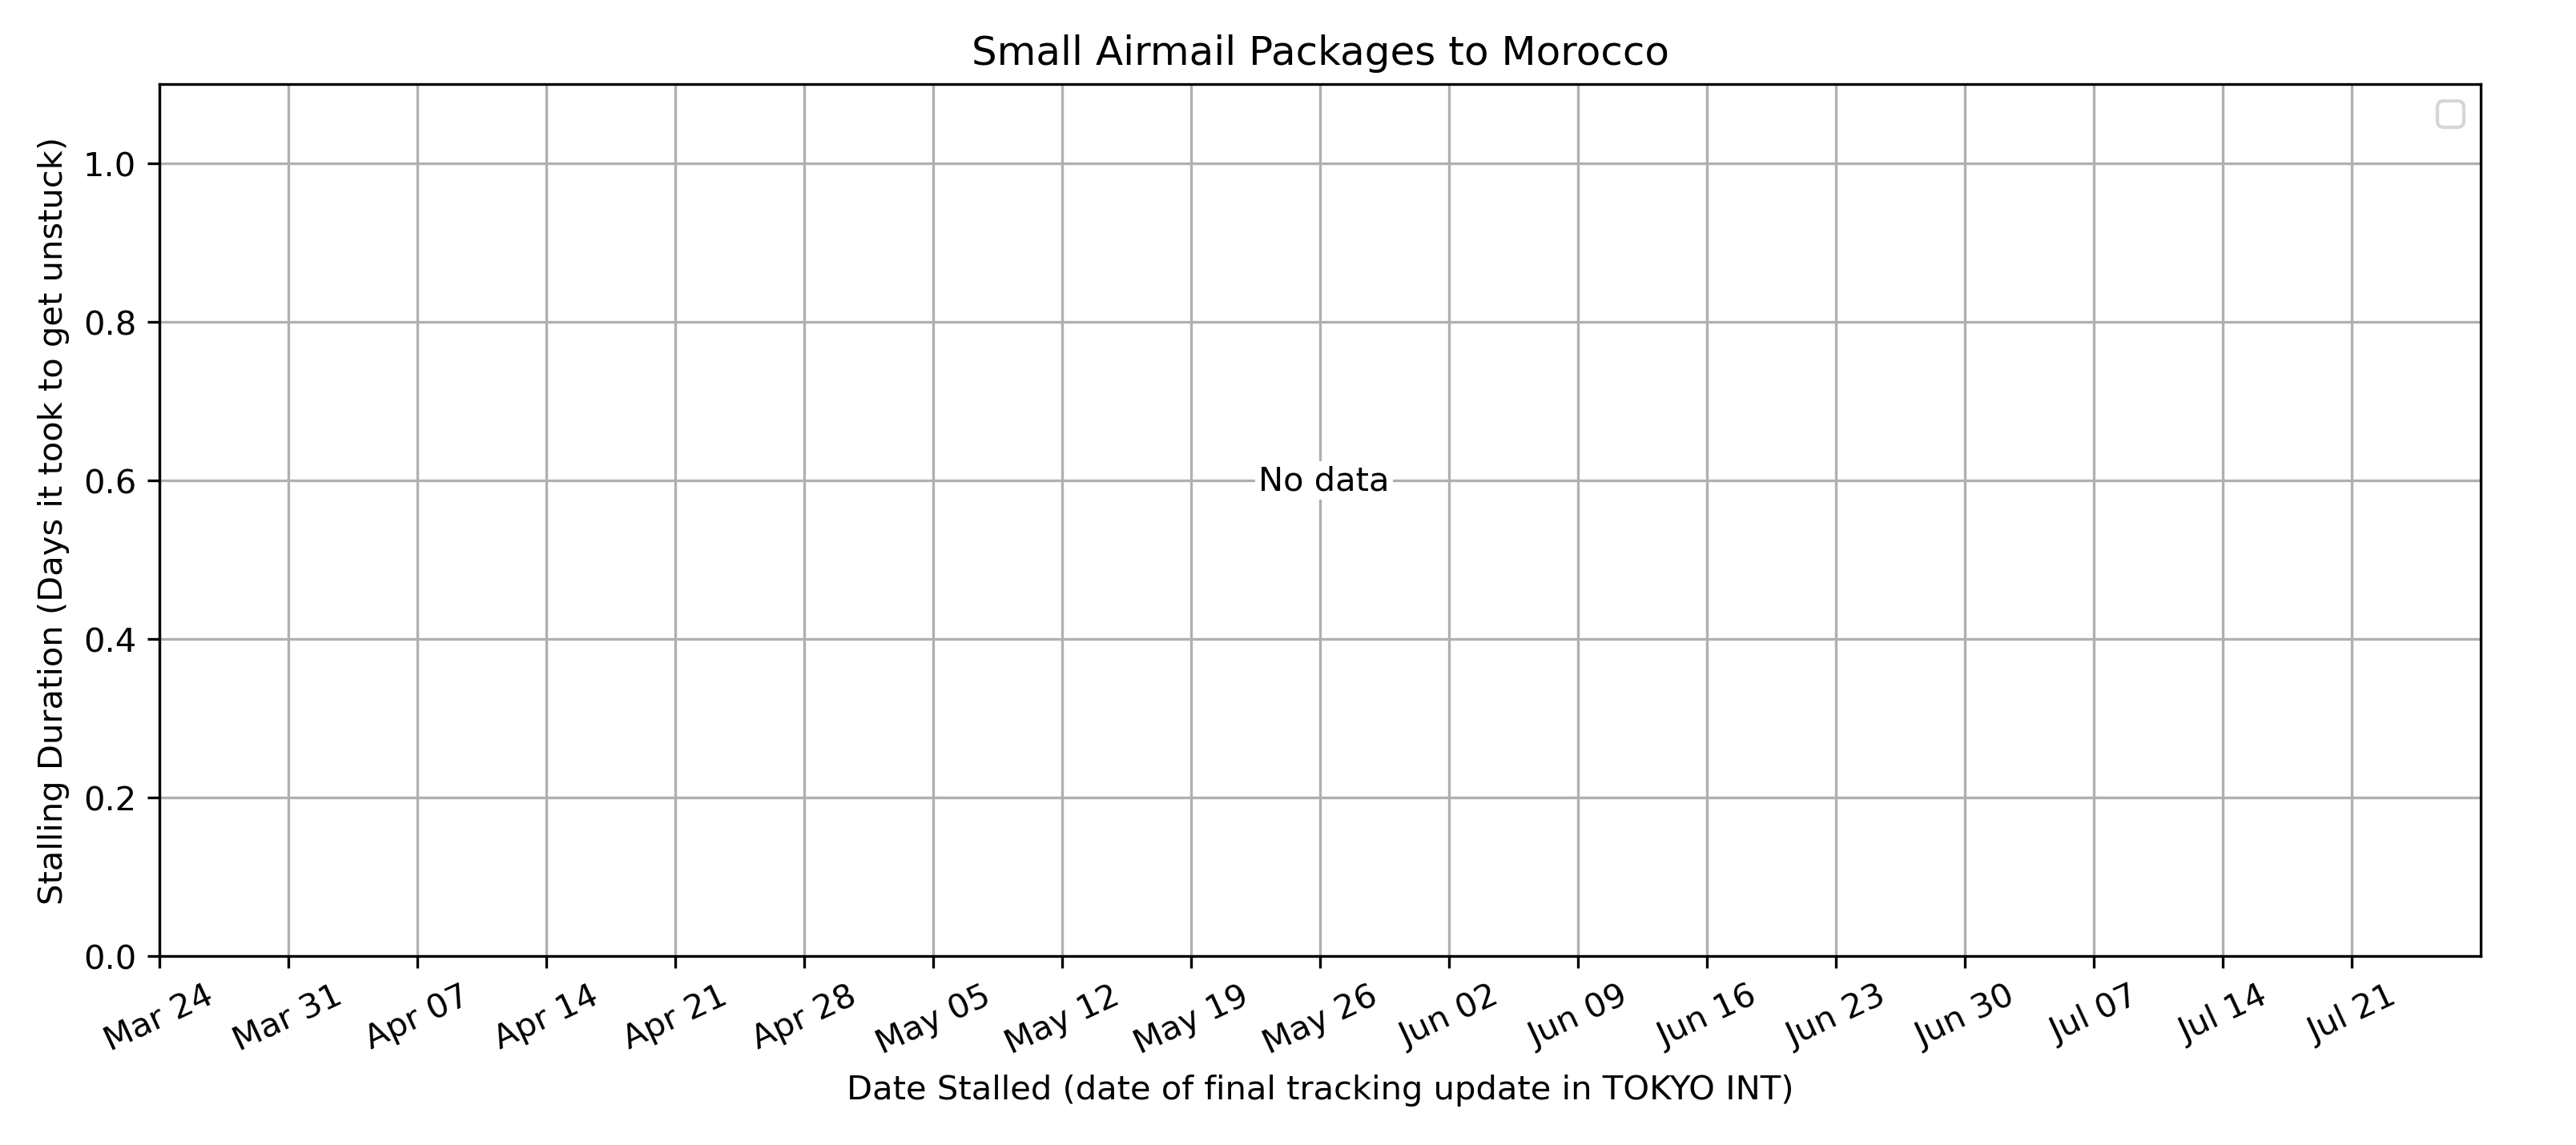 Small Airmail Packages to Morocco
Stalling Duration (Days it took to get unstuck)
1.0
0.8
0.6
0.4
0.2
0.0
No data
Mar 24 Mar 31 Apr 07 Apr 14 Apr 21 Apr 28 May 05 May 12 May 19 May 26 Jun 02 Jun 09 Jun 16 Jun 23 Jun 30 Jul 07 Jul 14 Jul 21
Date Stalled (date of final tracking update in TOKYO INT)